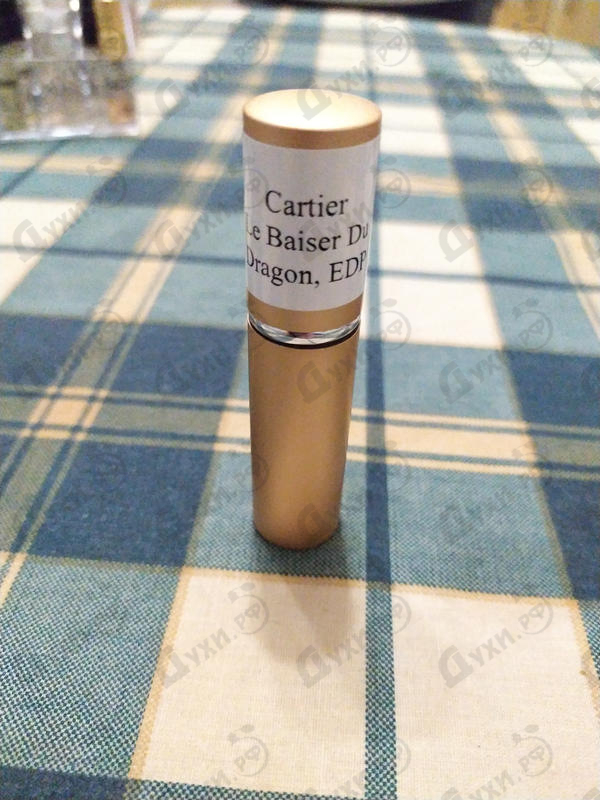 Cartier
Le Baiser Du
Dragon, EDP
Духи.рф